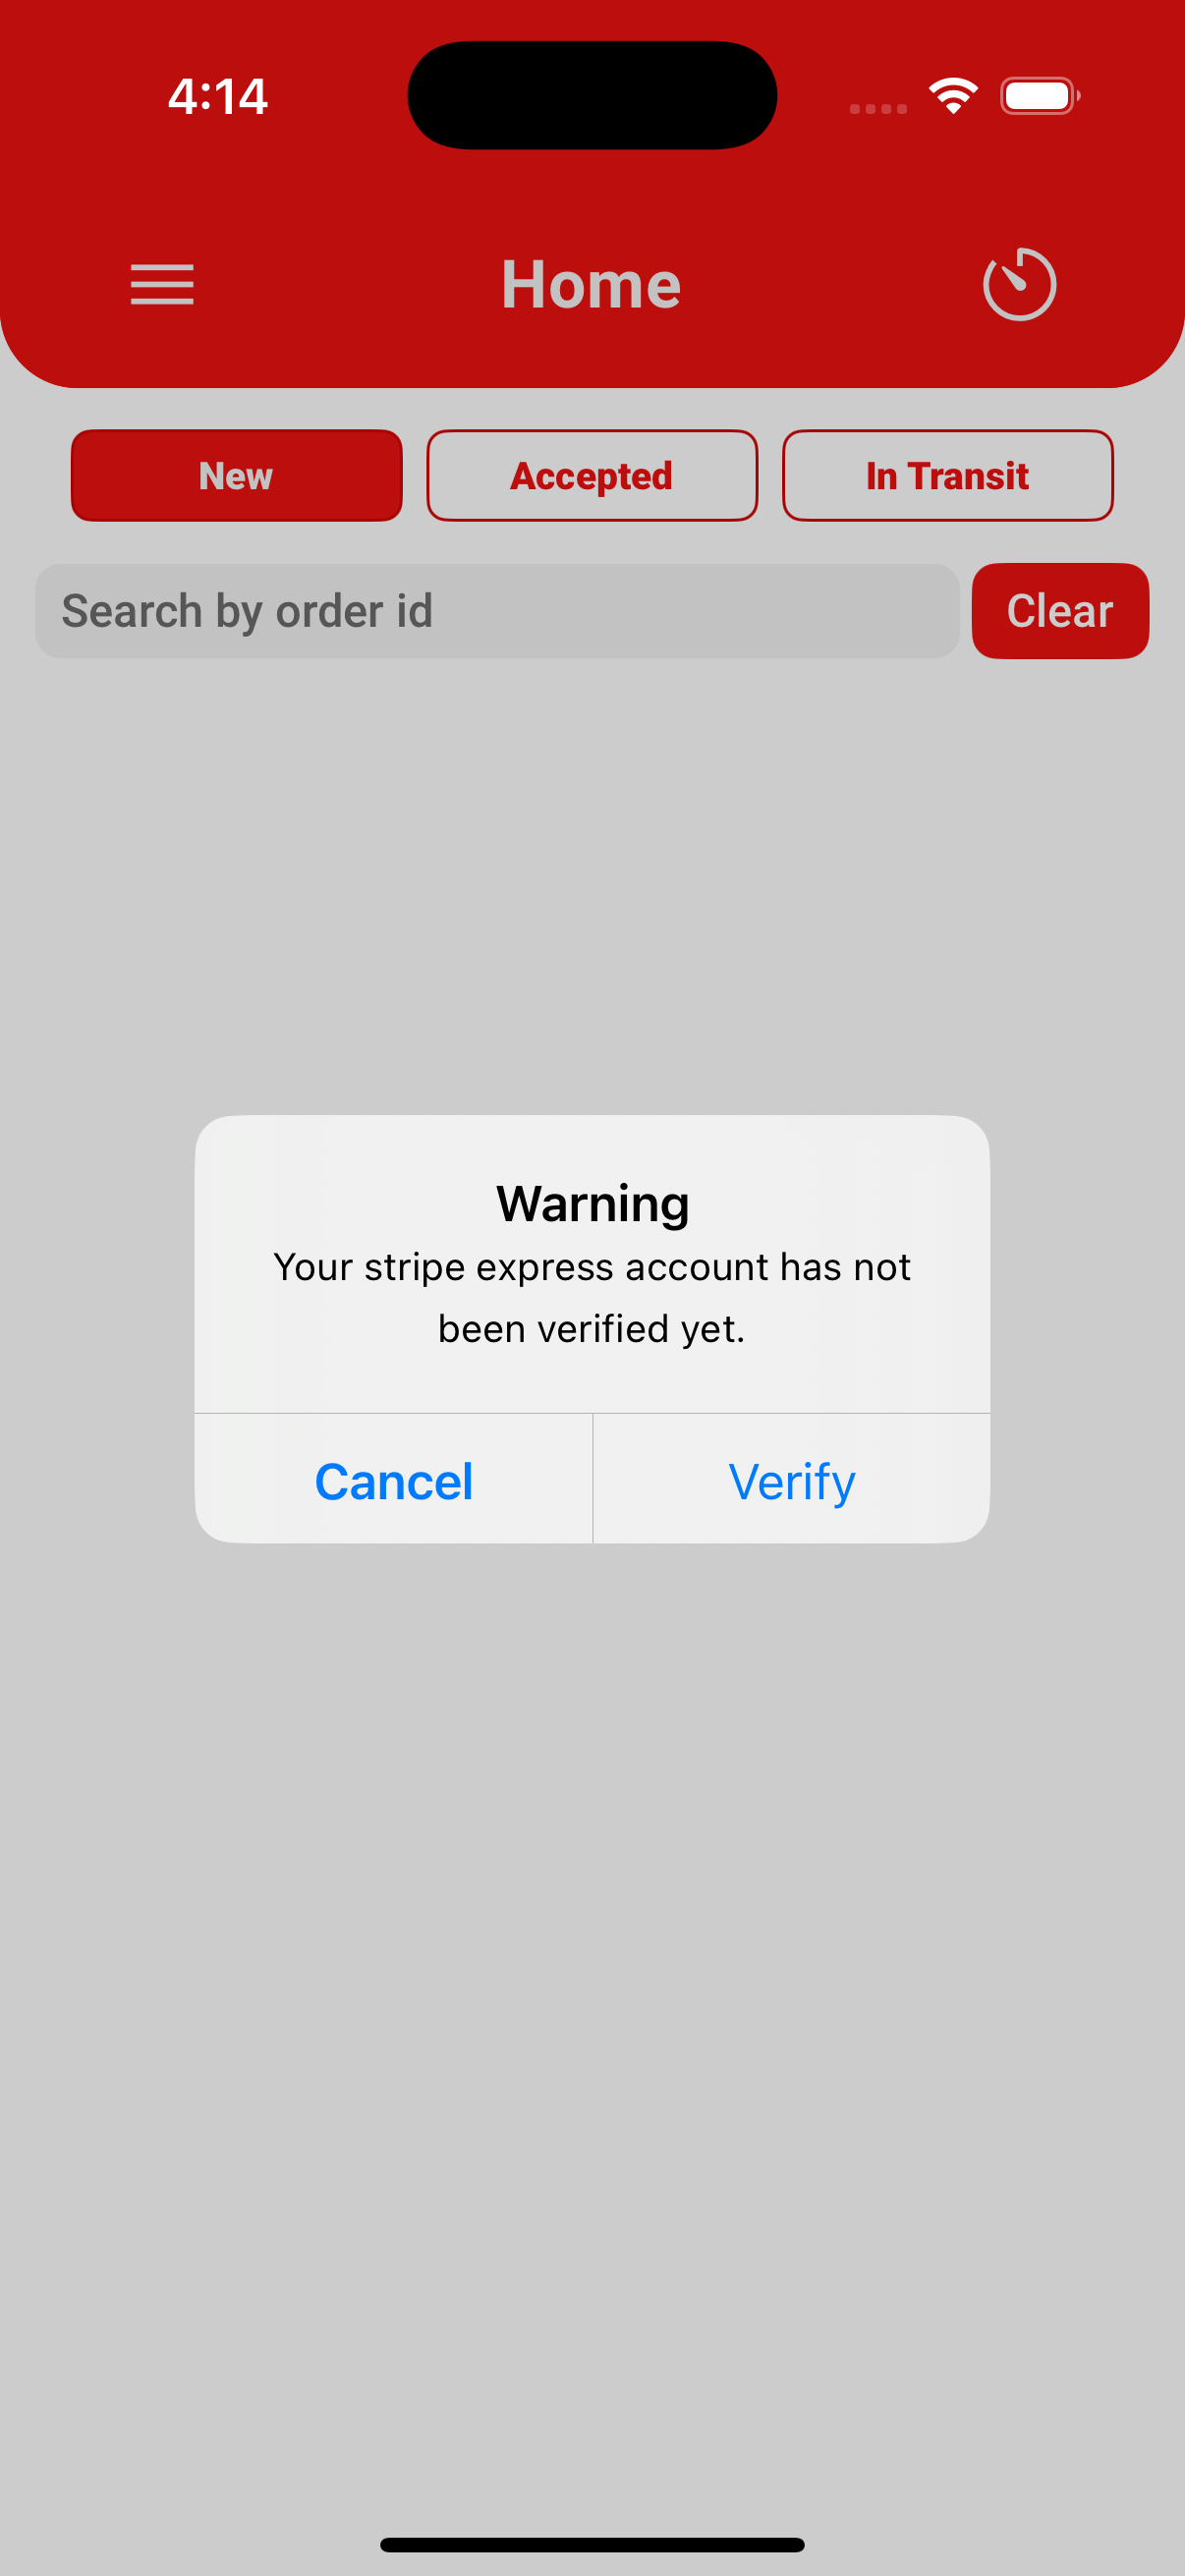 4:14
Home
New
Accepted
In Transit
Search by order id
Clear
Warning
Your stripe express account has not
been verified yet.
Cancel
Verify